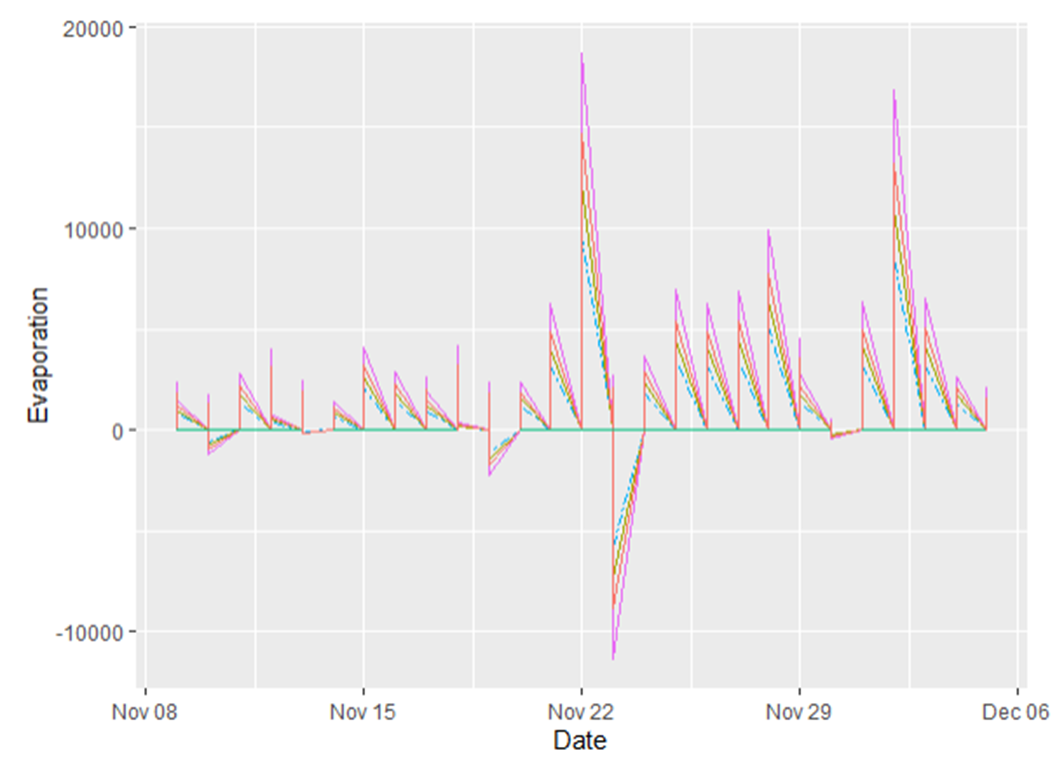 20000
10000
0
-10000
Evaporation
Nov 08
Nov 15
Nov 22
Nov 29
Dec 06
Date